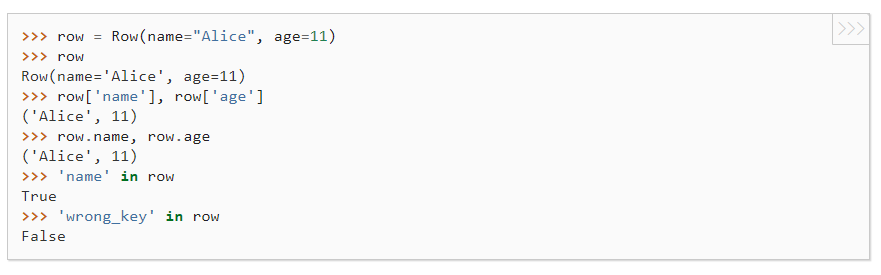 >>>
>>> row = Row(name="Alice", age=11)
>>> row
Row(name='Alice', age=11)
>>> row['name'], row['age']
('Alice', 11)
>>> row.name, row.age
('Alice', 11)
>>> 'name' in row
True
>>> 'wrong_key' in row
False